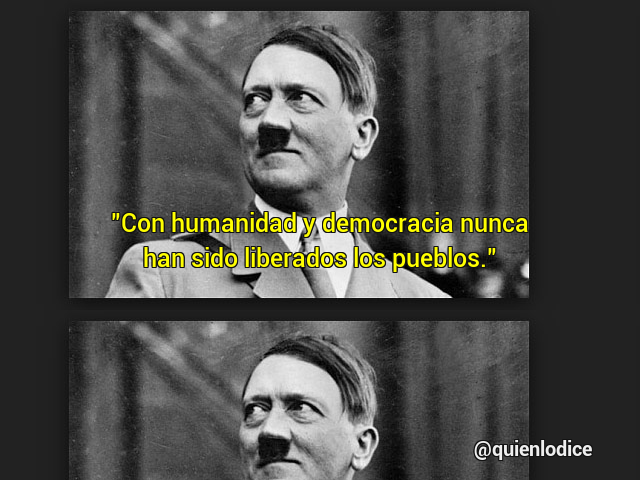 "Con humanidad y democracia nunca
han sido liberados los pueblos."
@quienlodice